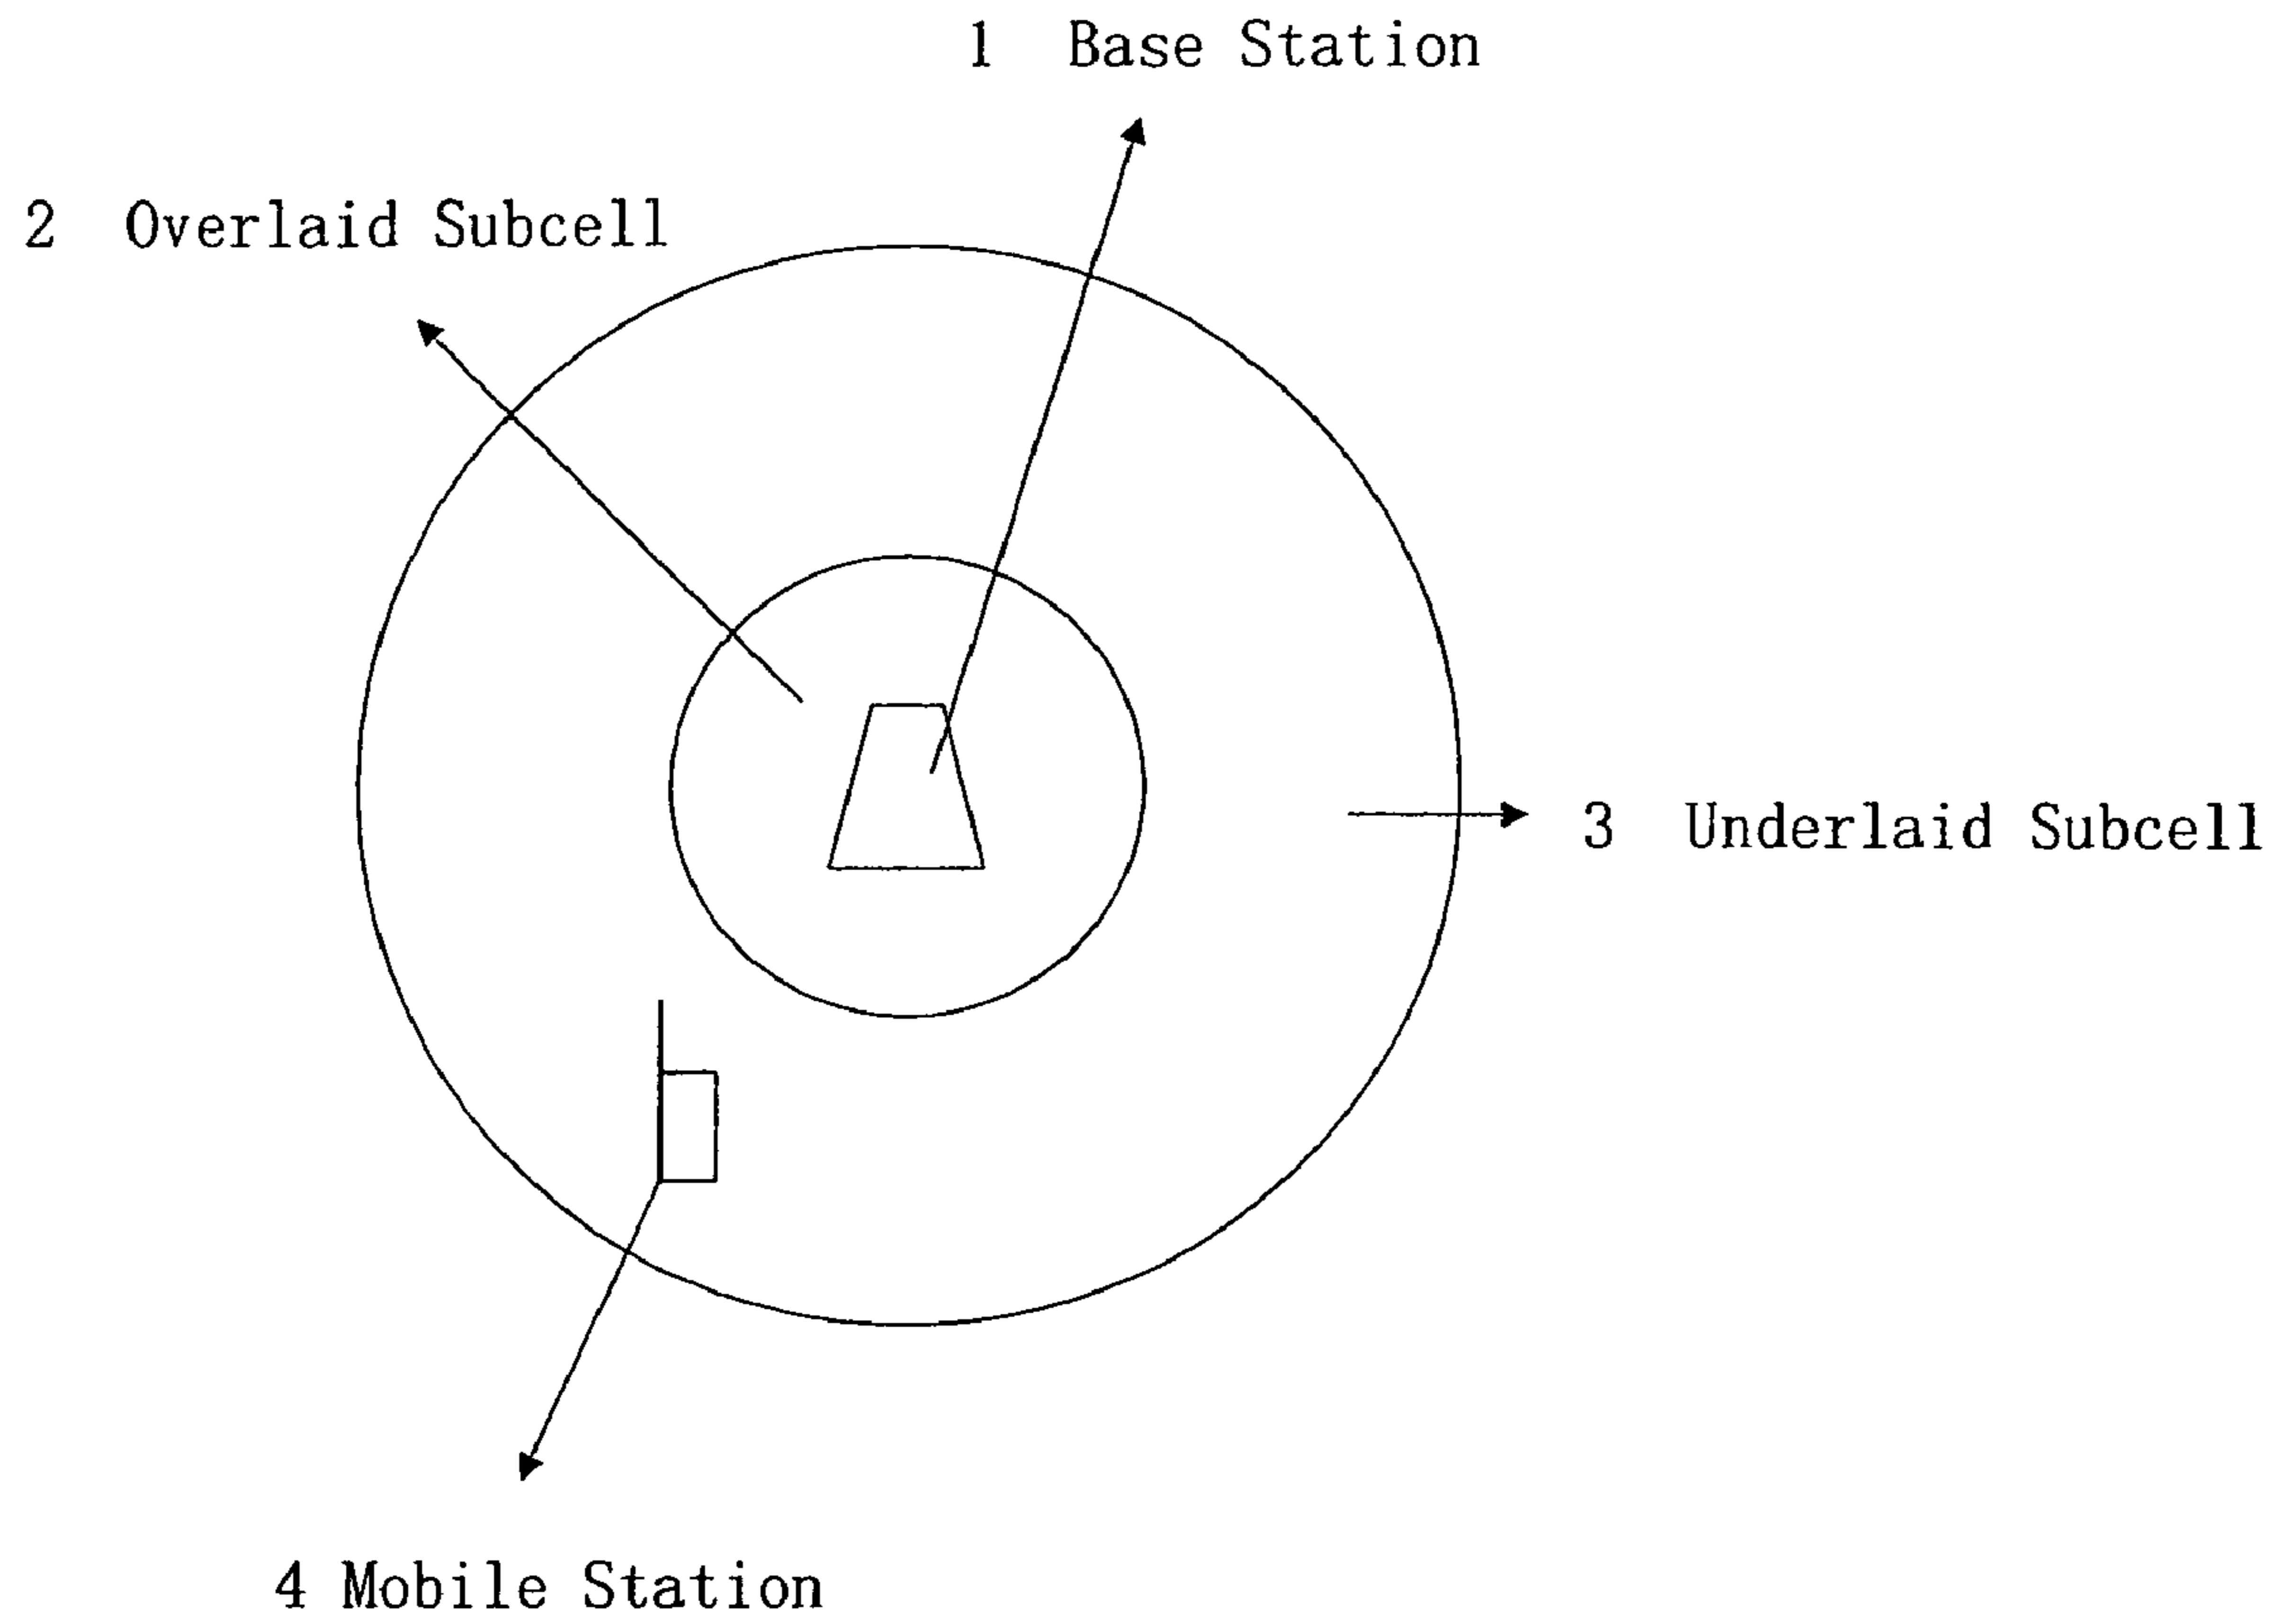 1 Base Station
2 Overlaid Subcell
3 Underlaid Subcell
4 Mobile Station